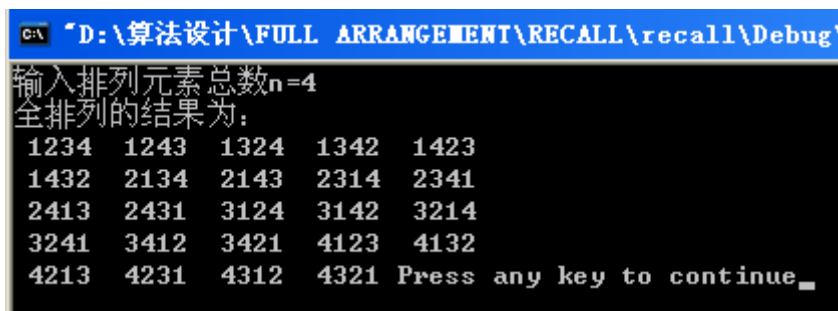 "D:\算法设计\FULL ARRANGEMENT\RECALL\recall\Debug\
输入排列元素总数n=4
全排列的结果为:
1234 1243 1324 1342 1423
1432 2134 2143 2314 2341
2413 2431 3124 3142 3214
3241 3412 3421 4123 4132
4213 4231 4312 4321 Press any key to continue_